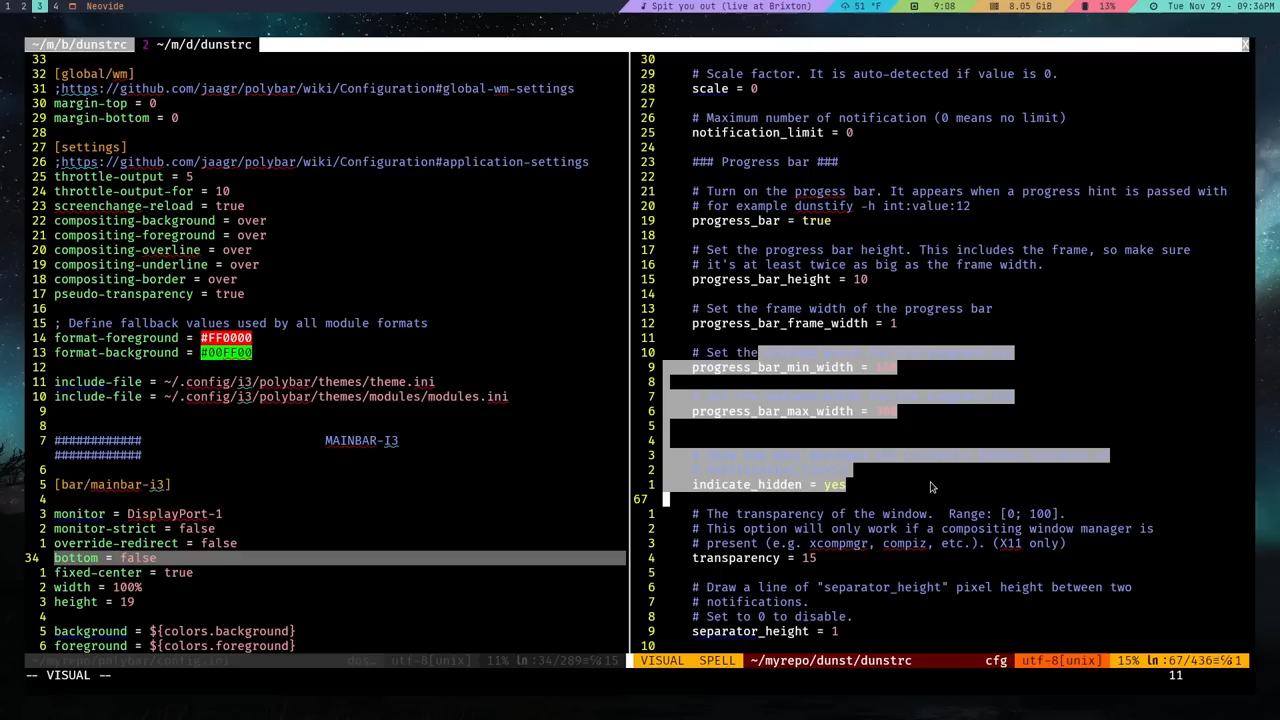 1 2 3 4 Neovide
Spit you out (live at Brixton) 51 °F 9:08 8.05 GiB 13% Tue Nov 29 - 09:36PM
~/m/b/dunstrc 2 ~/m/d/dunstrc X
33
32 [global/wm]
31 ;https://github.com/jaagr/polybar/wiki/Configuration#global-wm-settings
30 margin-top = 0
29 margin-bottom = 0
28
27 [settings]
26 ;https://github.com/jaagr/polybar/wiki/Configuration#application-settings
25 throttle-output = 5
24 throttle-output-for = 10
23 screenchange-reload = true
22 compositing-background = over
21 compositing-foreground = over
20 compositing-overline = over
19 compositing-underline = over
18 compositing-border = over
17 pseudo-transparency = true
16
15 ; Define fallback values used by all module formats
14 format-foreground = #FF0000
13 format-background = #00FF00
12
11 include-file = ~/.config/i3/polybar/themes/theme.ini
10 include-file = ~/.config/i3/polybar/themes/modules/modules.ini
9
8
7 ############ MAINBAR-I3
############
6
5 [bar/mainbar-i3]
4
3 monitor = DisplayPort-1
2 monitor-strict = false
1 override-redirect = false
34 bottom = false
1 fixed-center = true
2 width = 100%
3 height = 19
4
5 background = ${colors.background}
6 foreground = ${colors.foreground}
~/myrepo/polybar/config.ini dos… utf-8[unix] 11% ln:34/289 15
30
29 # Scale factor. It is auto-detected if value is 0.
28 scale = 0
27
26 # Maximum number of notification (0 means no limit)
25 notification_limit = 0
24
23 ### Progress bar ###
22
21 # Turn on the progess bar. It appears when a progress hint is passed with
20 # for example dunstify -h int:value:12
19 progress_bar = true
18
17 # Set the progress bar height. This includes the frame, so make sure
16 # it's at least twice as big as the frame width.
15 progress_bar_height = 10
14
13 # Set the frame width of the progress bar
12 progress_bar_frame_width = 1
11
10 # Set the
9 progress_bar_min_width =
8
7
6 progress_bar_max_width = 300
5
4
3
2
1 indicate_hidden = yes
67
1 # The transparency of the window. Range: [0; 100].
2 # This option will only work if a compositing window manager is
3 # present (e.g. xcompmgr, compiz, etc.). (X11 only)
4 transparency = 15
5
6 # Draw a line of "separator_height" pixel height between two
7 # notifications.
8 # Set to 0 to disable.
9 separator_height = 1
10
VISUAL SPELL ~/myrepo/dunst/dunstrc cfg utf-8[unix] 15% ln:67/436 1
-- VISUAL -- 11